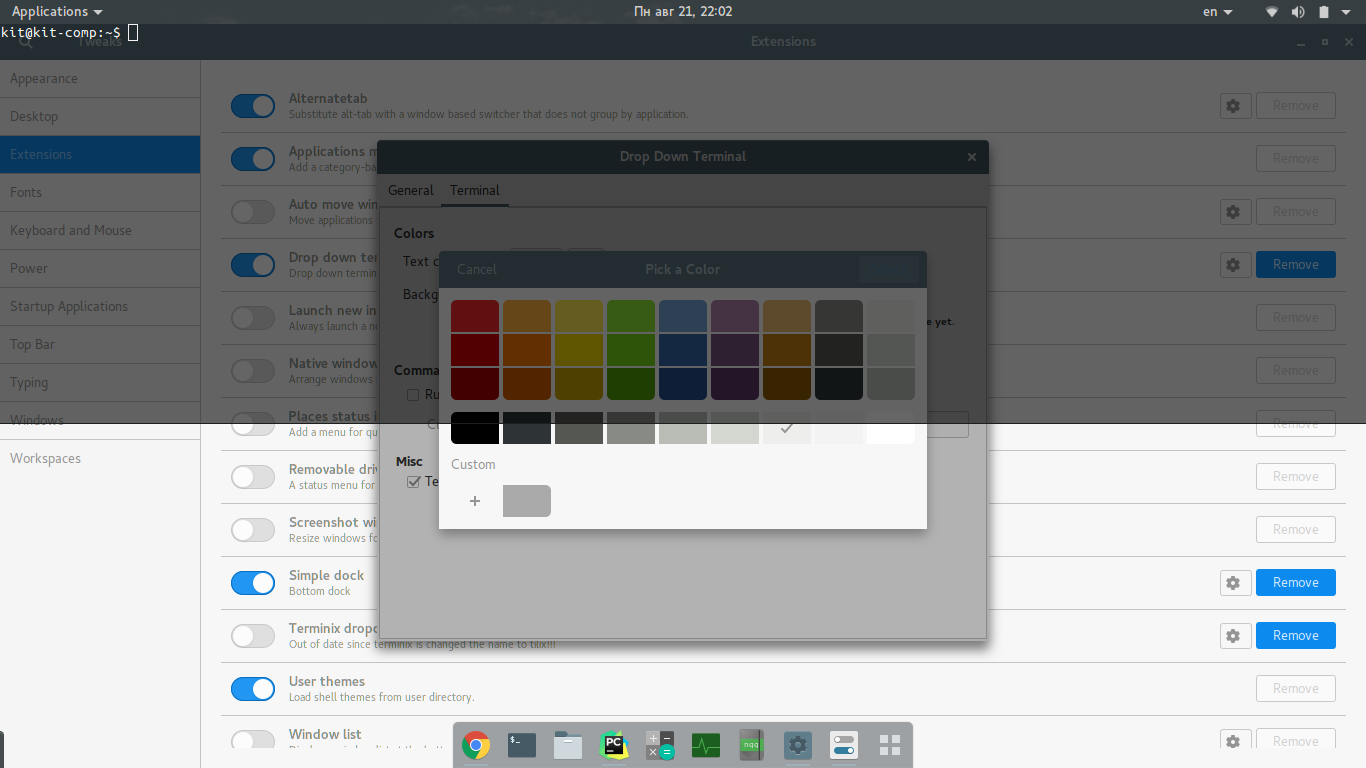 Applications
Пн авг 21, 22:02
en
kit@kit-comp:~$
Tweaks
Extensions
Appearance
Desktop
Extensions
Fonts
Keyboard and Mouse
Power
Startup Applications
Top Bar
Typing
Windows
Workspaces
Alternatetab
Substitute alt-tab with a window based switcher that does not group by application.
Remove
Applications m
Add a category-ba
Remove
Auto move win
Move applications
Remove
Drop down ter
Drop down termin
Remove
Launch new in
Always launch a ne
Remove
Native window
Arrange windows
Remove
Places status i
Add a menu for qu
Remove
Removable driv
A status menu for
Remove
Screenshot wi
Resize windows fo
Remove
Simple dock
Bottom dock
Remove
Terminix dropd
Out of date since terminix is changed the name to tilix!!!
Remove
User themes
Load shell themes from user directory.
Remove
Window list
Remove
Drop Down Terminal
General
Terminal
Colors
Text c
Backg
e yet.
Comma
Ru
Misc
Te
Cancel
Pick a Color
Custom
PC
nqq